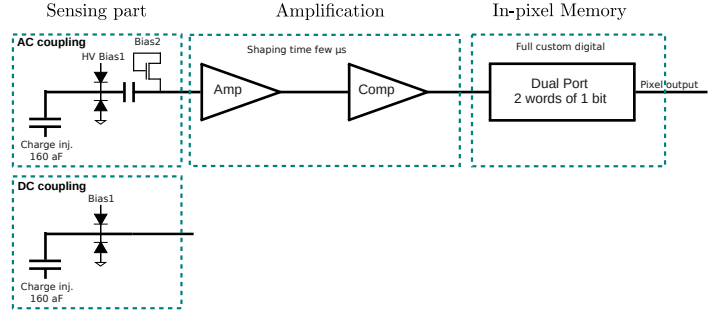 Sensing part
Amplification
In-pixel Memory
AC coupling
Bias2
HV Bias1
Shaping time few µs
Full custom digital
Amp
Comp
Dual Port
2 words of 1 bit
Pixel output
Charge inj.
160 aF
DC coupling
Bias1
Charge inj.
160 aF